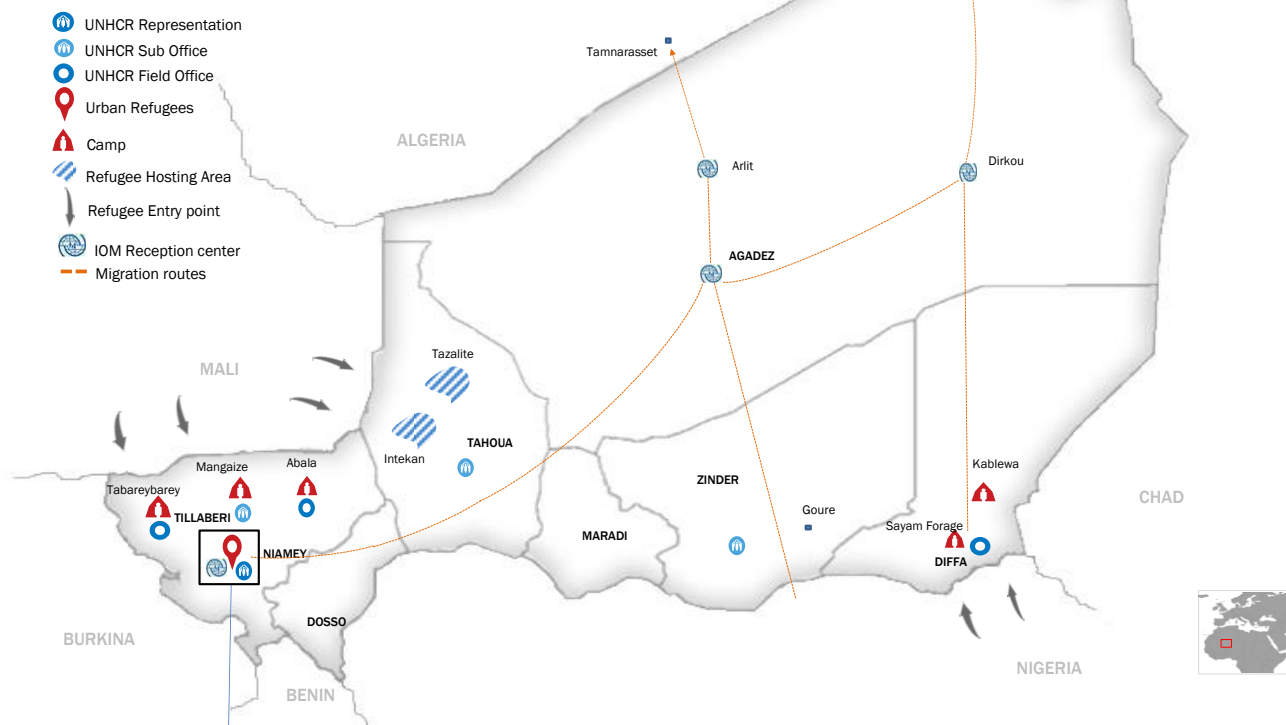 UNHCR Representation
UNHCR Sub Office
UNHCR Field Office
Urban Refugees
Camp
Refugee Hosting Area
Refugee Entry point
IOM Reception center
Migration routes
Tamnarasset
ALGERIA
Arlit
Dirkou
AGADEZ
MALI
Tazalite
Intekan
TAHOUA
Mangaize
Abala
Tabareybarey
TILLABERI
NIAMEY
ZINDER
Goure
MARADI
Kablewa
Sayam Forage
DIFFA
CHAD
DOSSO
BURKINA
BENIN
NIGERIA